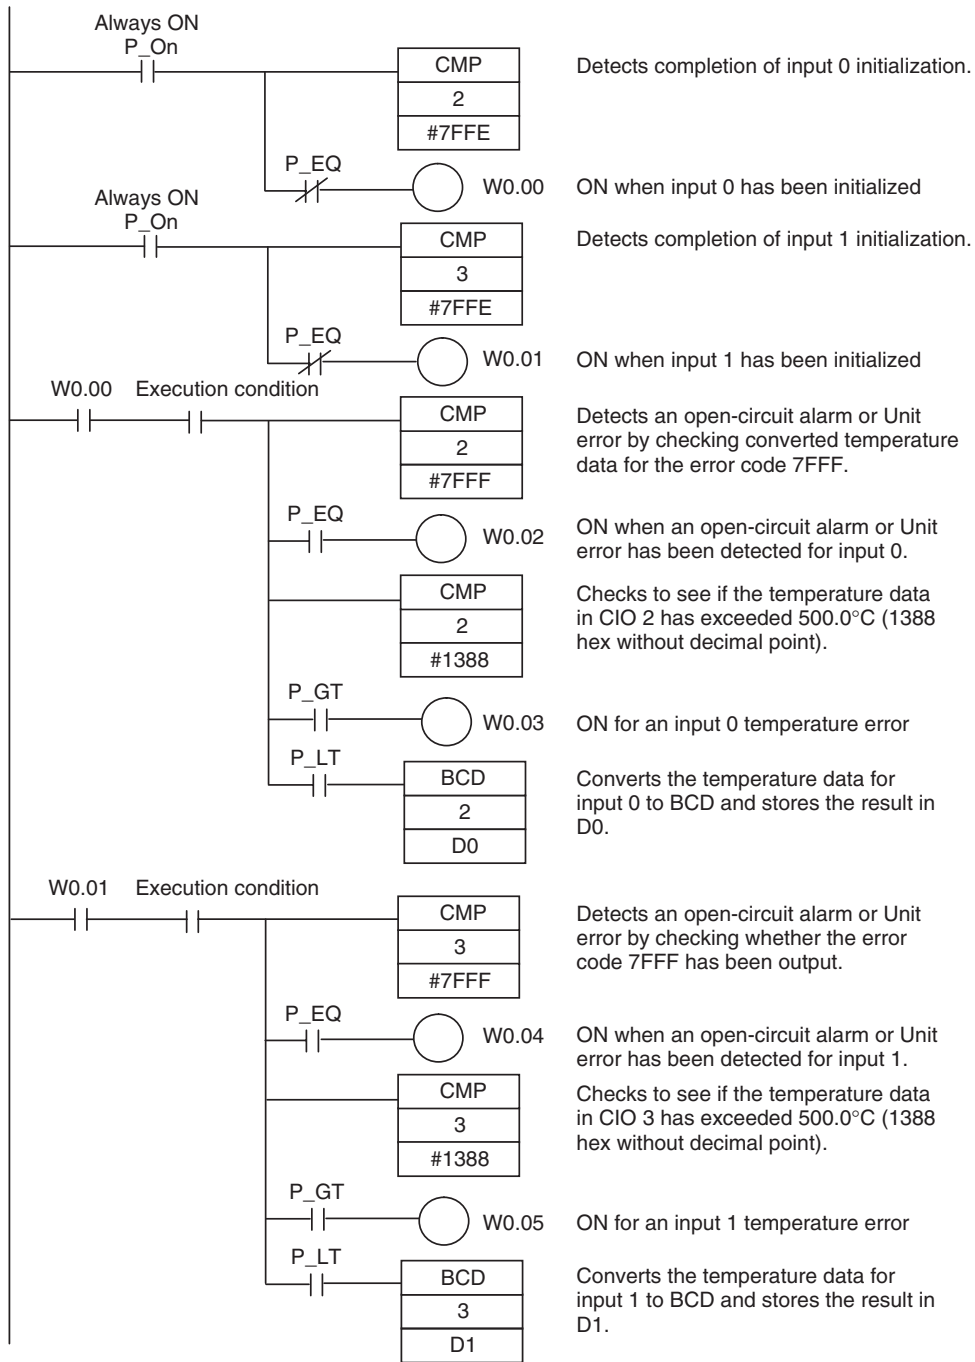 Always ON
P_On
CMP
2
#7FFE
Detects completion of input 0 initialization.
P_EQ
W0.00
ON when input 0 has been initialized
Always ON
P_On
CMP
3
#7FFE
Detects completion of input 1 initialization.
P_EQ
W0.01
ON when input 1 has been initialized
W0.00
Execution condition
CMP
2
#7FFF
Detects an open-circuit alarm or Unit
error by checking converted temperature
data for the error code 7FFF.
P_EQ
W0.02
ON when an open-circuit alarm or Unit
error has been detected for input 0.
CMP
2
#1388
Checks to see if the temperature data
in CIO 2 has exceeded 500.0°C (1388
hex without decimal point).
P_GT
W0.03
ON for an input 0 temperature error
P_LT
BCD
2
D0
Converts the temperature data for
input 0 to BCD and stores the result in
D0.
W0.01
Execution condition
CMP
3
#7FFF
Detects an open-circuit alarm or Unit
error by checking whether the error
code 7FFF has been output.
P_EQ
W0.04
ON when an open-circuit alarm or Unit
error has been detected for input 1.
CMP
3
#1388
Checks to see if the temperature data
in CIO 3 has exceeded 500.0°C (1388
hex without decimal point).
P_GT
W0.05
ON for an input 1 temperature error
P_LT
BCD
3
D1
Converts the temperature data for
input 1 to BCD and stores the result in
D1.